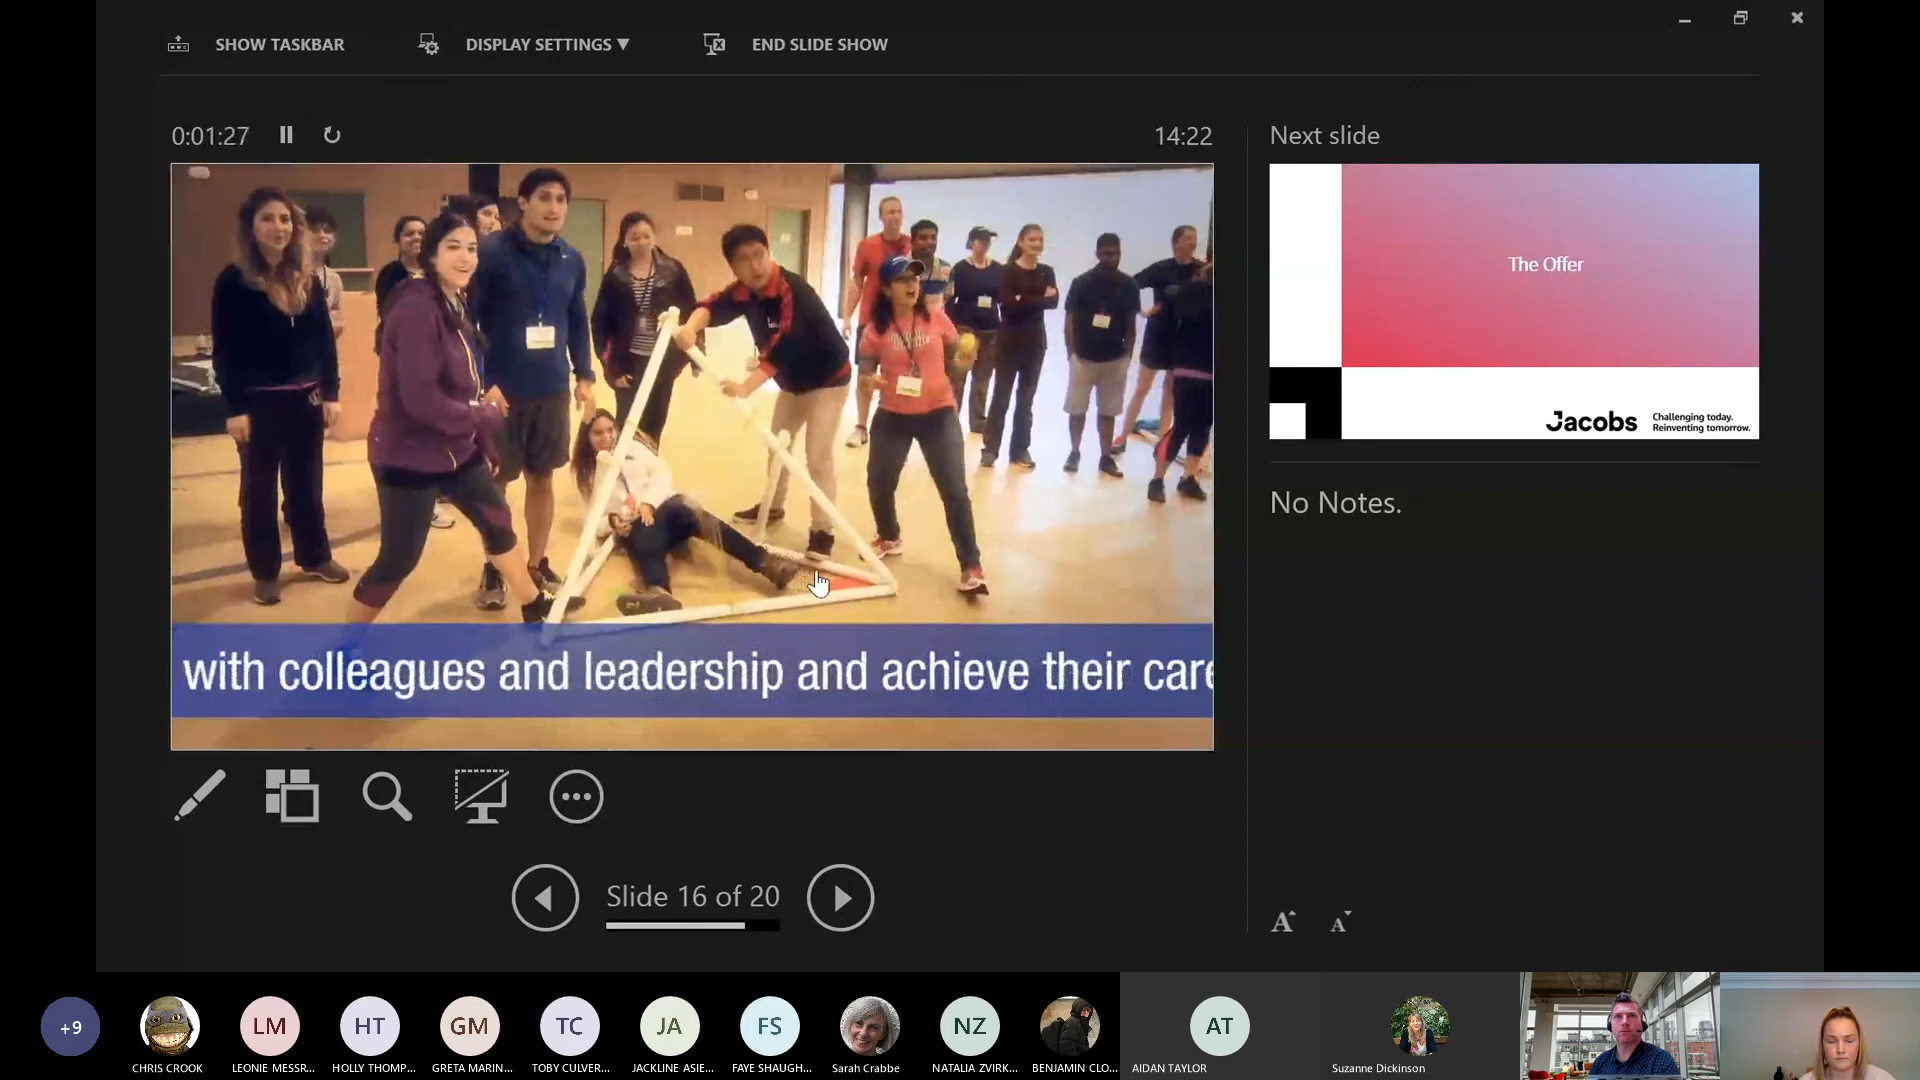 SHOW TASKBAR
DISPLAY SETTINGS ▼
END SLIDE SHOW
0:01:27
14:22
with colleagues and leadership and achieve their care
Next slide
The Offer
Jacobs
Challenging today.
Reinventing tomorrow.
No Notes.
Slide 16 of 20
A A
+9
CHRIS CROOK
LM
LEONIE MESSR...
HT
HOLLY THOMP...
GM
GRETA MARIN...
TC
TOBY CULVER...
JA
JACKLINE ASIE...
FS
FAYE SHAUGH...
Sarah Crabbe
NZ
NATALIA ZVIRK...
BENJAMIN CLO...
AT
AIDAN TAYLOR
Suzanne Dickinson